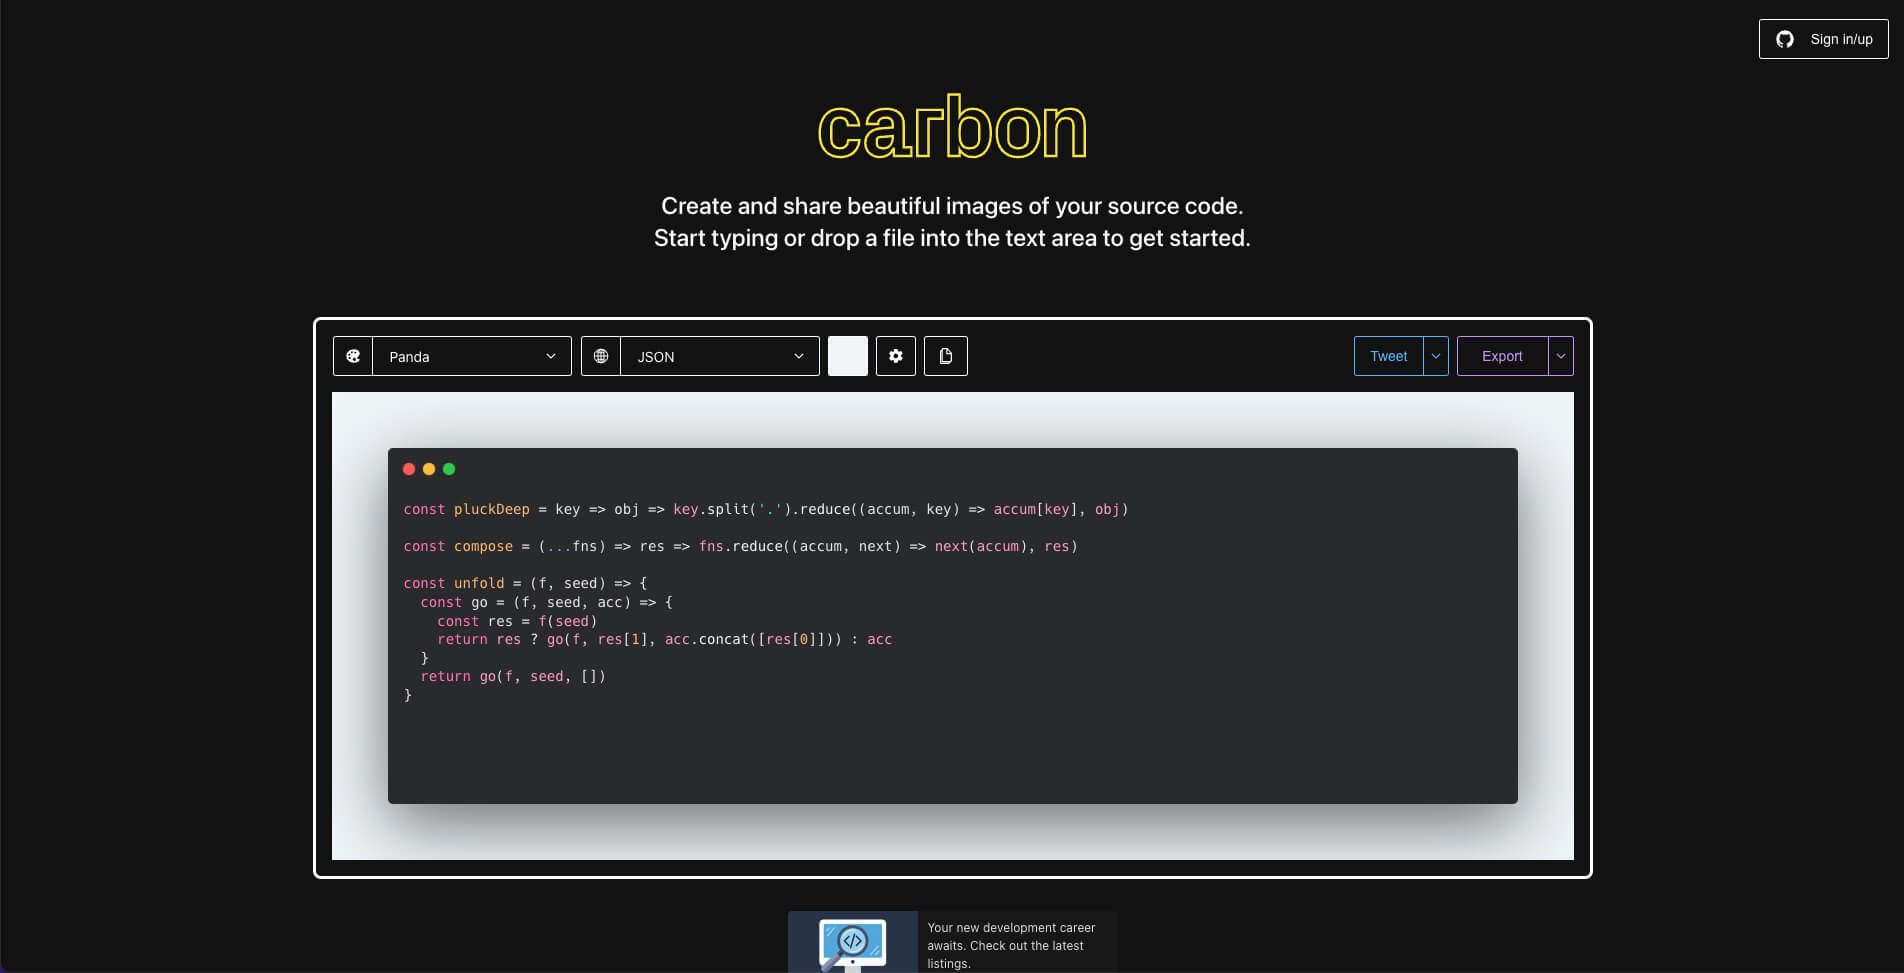 Sign in/up
carbon
Create and share beautiful images of your source code.
Start typing or drop a file into the text area to get started.
Panda
JSON
Tweet
Export
const pluckDeep = key => obj => key.split('.').reduce((accum, key) => accum[key], obj)
const compose = (...fns) => res => fns.reduce((accum, next) => next(accum), res)
const unfold = (f, seed) => {
  const go = (f, seed, acc) => {
    const res = f(seed)
    return res ? go(f, res[1], acc.concat([res[0]])) : acc
  }
  return go(f, seed, [])
}
</>
Your new development career
awaits. Check out the latest
listings.